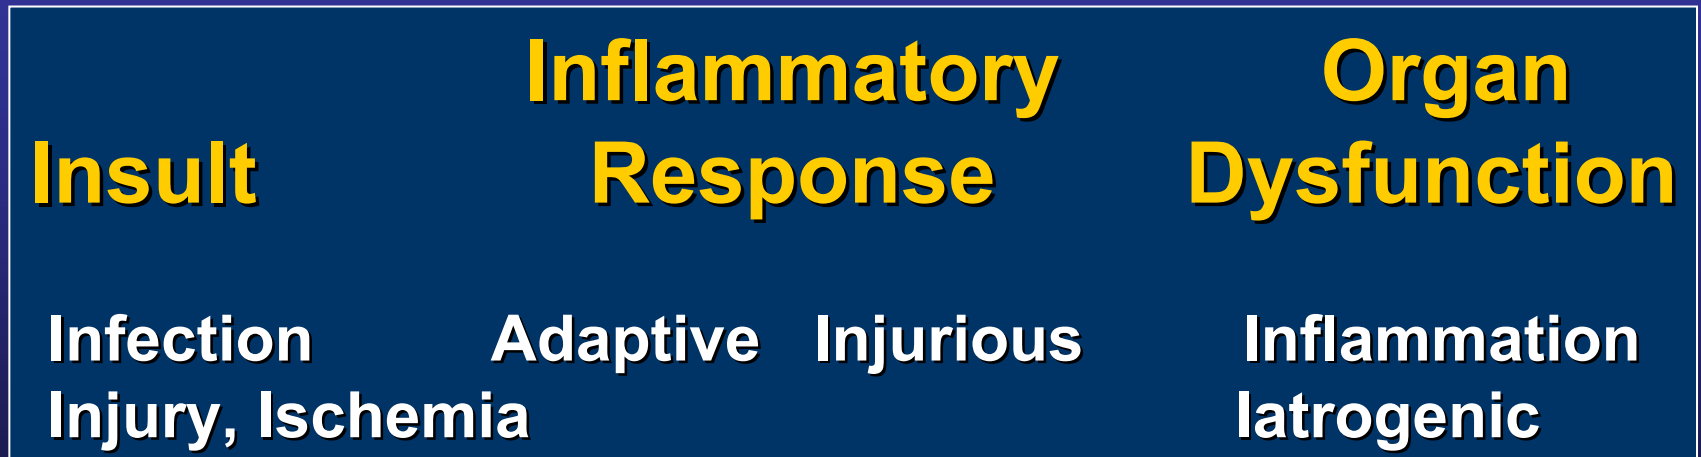 Inflammatory Organ
Insult Response Dysfunction
Infection Adaptive Injurious Inflammation
Injury, Ischemia Iatrogenic